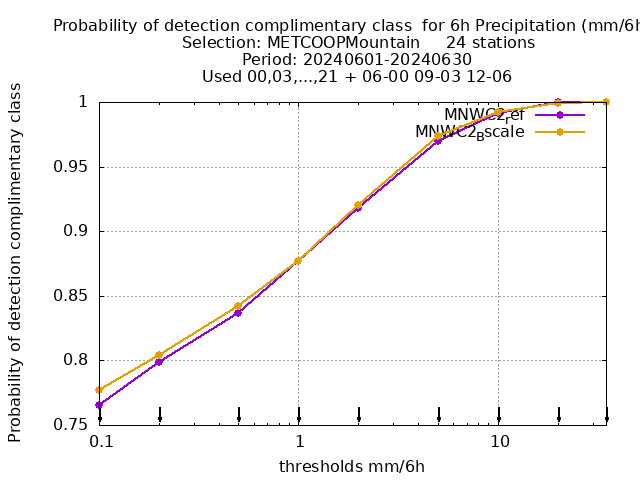 Probability of detection complimentary class  for 6h Precipitation (mm/6h
Selection: METCOOPMountain     24 stations
Period: 20240601-20240630
Used 00,03,...,21 + 06-00 09-03 12-06
Probability of detection complimentary class
1
0.95
0.9
0.85
0.8
0.75
MNWC2ref
MNWC2Bscale
0.1
1
10
thresholds mm/6h